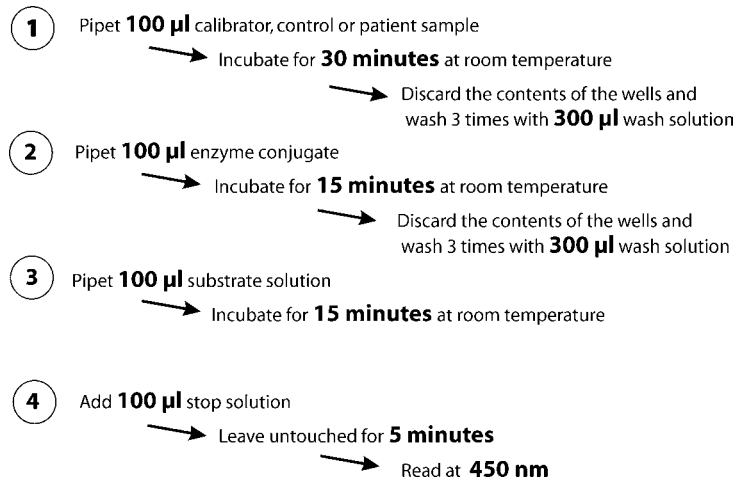 1 Pipet 100 µl calibrator, control or patient sample
Incubate for 30 minutes at room temperature
Discard the contents of the wells and
wash 3 times with 300 µl wash solution
2 Pipet 100 µl enzyme conjugate
Incubate for 15 minutes at room temperature
Discard the contents of the wells and
wash 3 times with 300 µl wash solution
3 Pipet 100 µl substrate solution
Incubate for 15 minutes at room temperature
4 Add 100 µl stop solution
Leave untouched for 5 minutes
Read at 450 nm